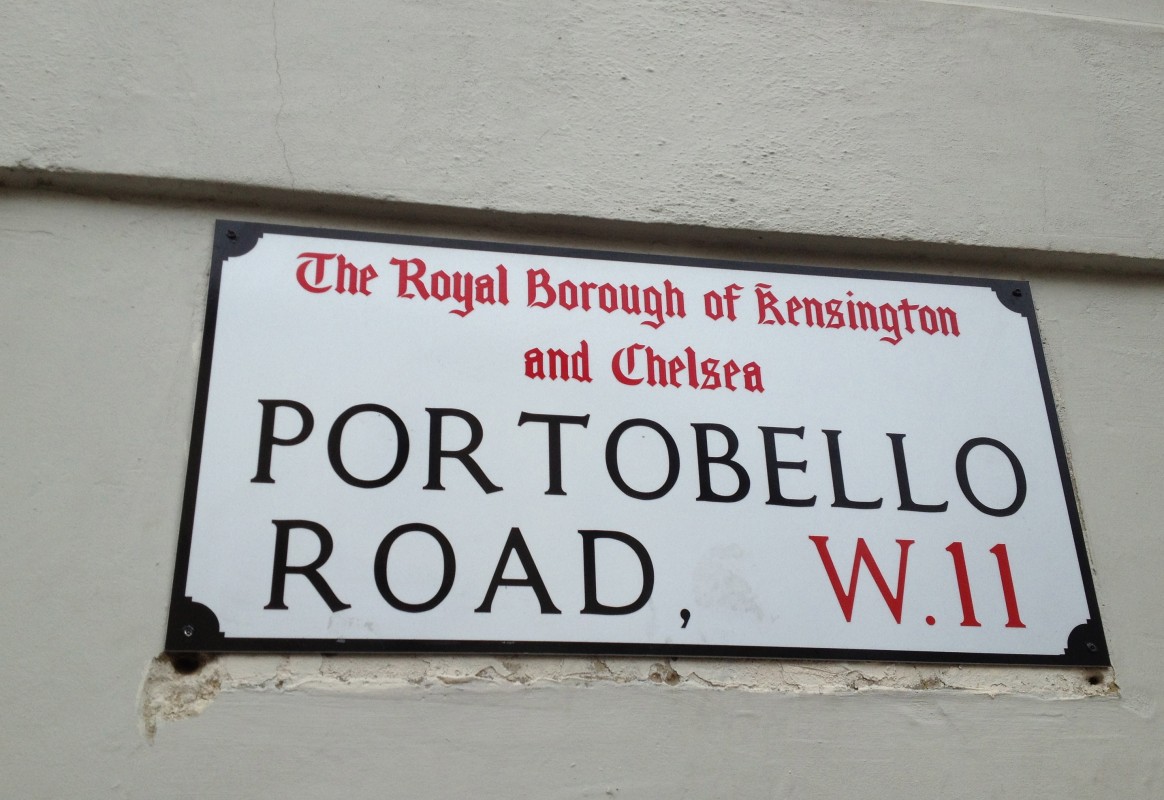 The Royal Borough of Kensington
and Chelsea
PORTOBELLO
ROAD, W.11